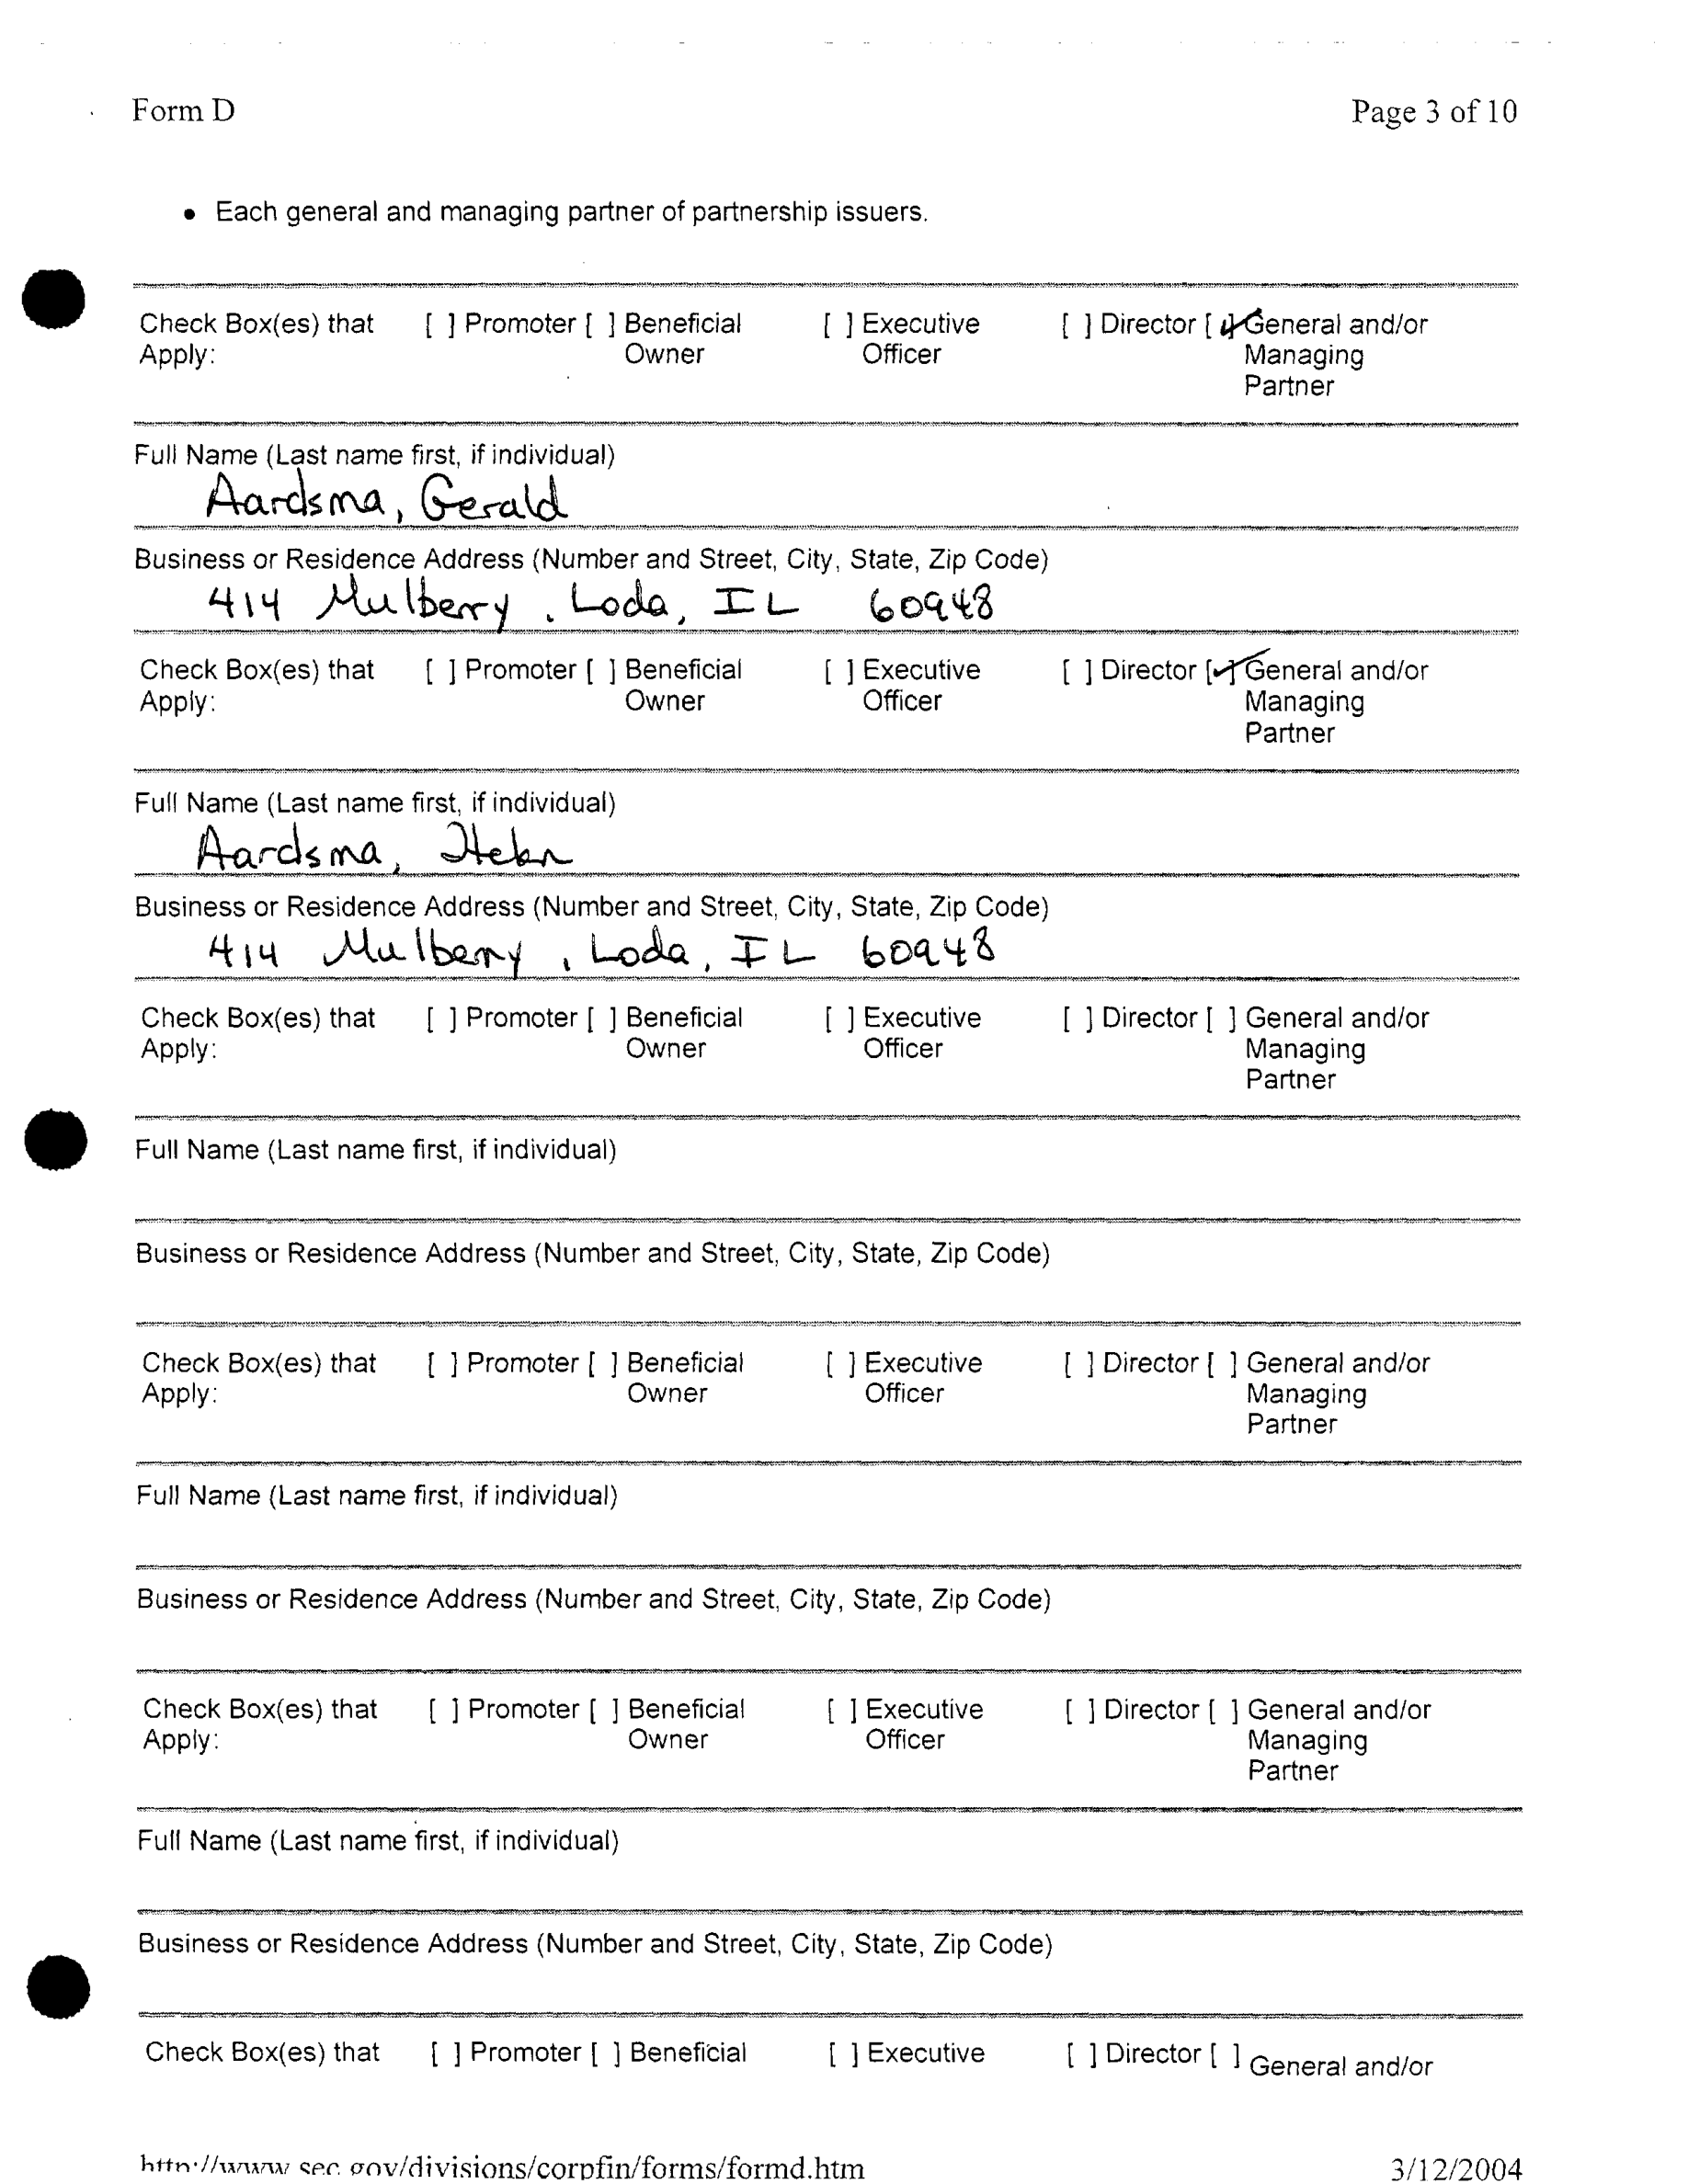 Form D Page 3 of 10
• Each general and managing partner of partnership issuers.
Check Box(es) that [ ] Promoter [ ] Beneficial [ ] Executive [ ] Director [✓] General and/or
Apply: Owner Officer Managing
Partner
Full Name (Last name first, if individual)
Aardsma, Gerald
Business or Residence Address (Number and Street, City, State, Zip Code)
414 Mulberry, Loda, IL 60948
Check Box(es) that [ ] Promoter [ ] Beneficial [ ] Executive [ ] Director [✓] General and/or
Apply: Owner Officer Managing
Partner
Full Name (Last name first, if individual)
Aardsma, Helen
Business or Residence Address (Number and Street, City, State, Zip Code)
414 Mulberry, Loda, IL 60948
Check Box(es) that [ ] Promoter [ ] Beneficial [ ] Executive [ ] Director [ ] General and/or
Apply: Owner Officer Managing
Partner
Full Name (Last name first, if individual)
Business or Residence Address (Number and Street, City, State, Zip Code)
Check Box(es) that [ ] Promoter [ ] Beneficial [ ] Executive [ ] Director [ ] General and/or
Apply: Owner Officer Managing
Partner
Full Name (Last name first, if individual)
Business or Residence Address (Number and Street, City, State, Zip Code)
Check Box(es) that [ ] Promoter [ ] Beneficial [ ] Executive [ ] Director [ ] General and/or
Apply: Owner Officer Managing
Partner
Full Name (Last name first, if individual)
Business or Residence Address (Number and Street, City, State, Zip Code)
Check Box(es) that [ ] Promoter [ ] Beneficial [ ] Executive [ ] Director [ ] General and/or
http://www.sec.gov/divisions/corpfin/forms/formd.htm 3/12/2004